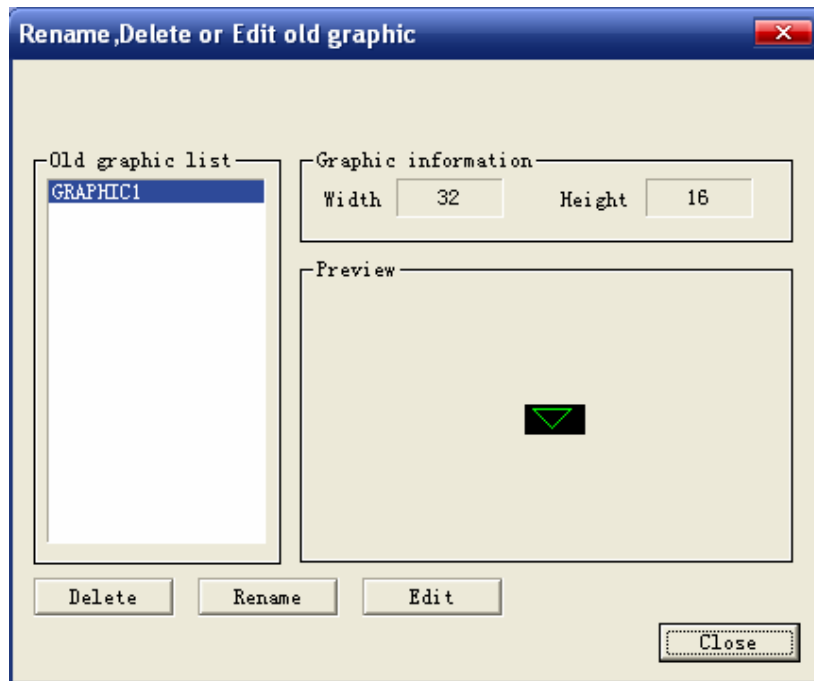 Rename,Delete or Edit old graphic
Old graphic list
GRAPHIC1
Graphic information
Width 32 Height 16
Preview
Delete Rename Edit
Close